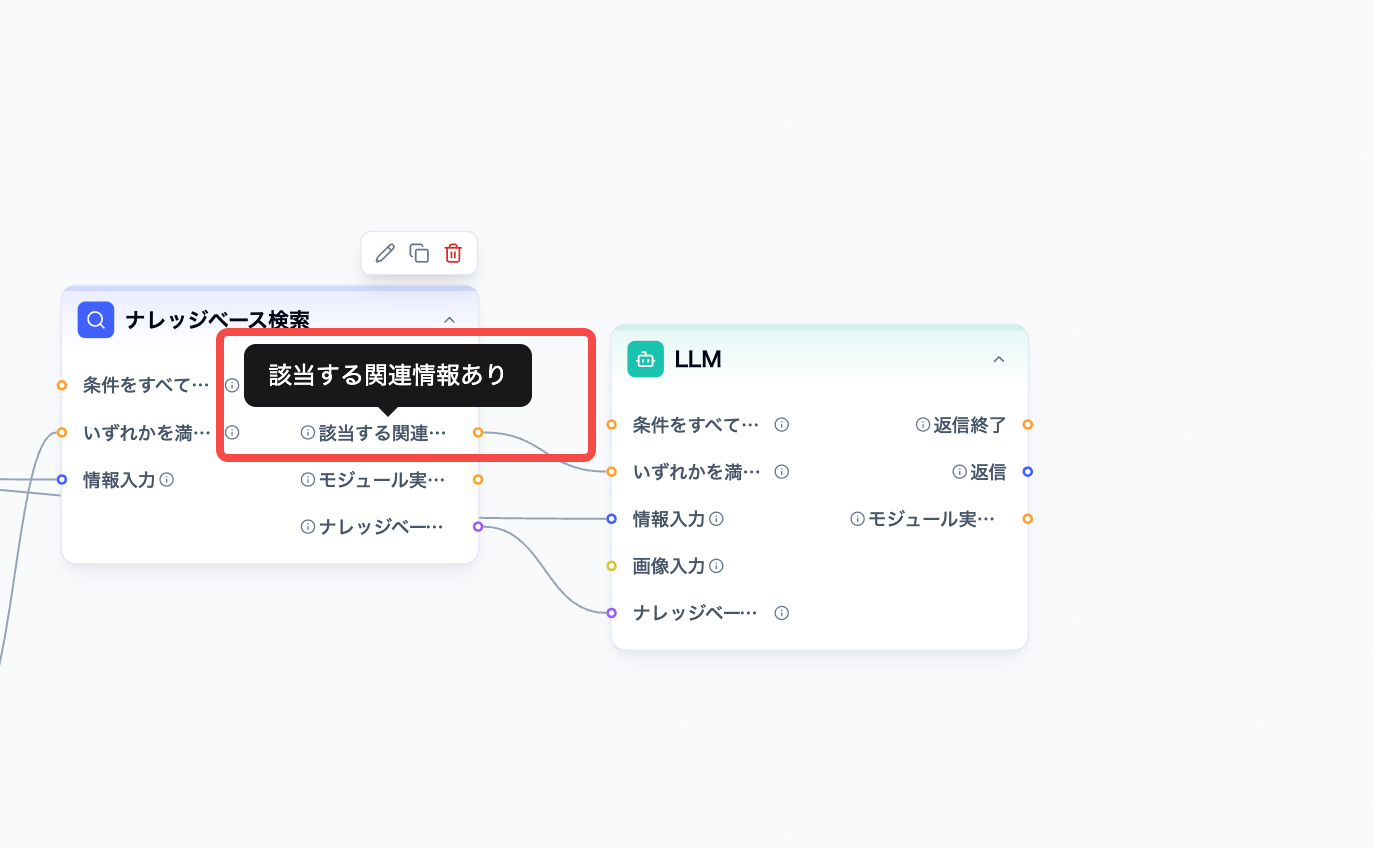 ナレッジベース検索
該当する関連情報あり
条件をすべて…
いずれかを満…
該当する関連…
情報入力
モジュール実…
ナレッジベー…
LLM
条件をすべて…
返信終了
いずれかを満…
返信
情報入力
モジュール実…
画像入力
ナレッジベー…